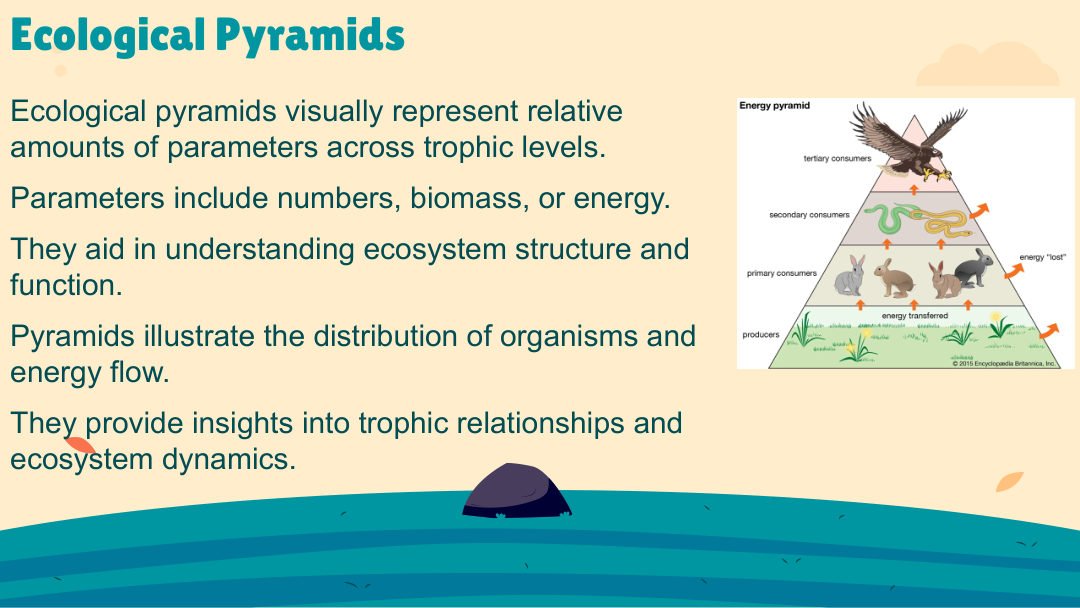 Ecological Pyramids
Ecological pyramids visually represent relative
amounts of parameters across trophic levels.
Parameters include numbers, biomass, or energy.
They aid in understanding ecosystem structure and
function.
Pyramids illustrate the distribution of organisms and
energy flow.
They provide insights into trophic relationships and
ecosystem dynamics.
Energy pyramid
tertiary consumers
secondary consumers
energy "lost"
primary consumers
energy transferred
producers
© 2015 Encyclopædia Britannica, Inc.